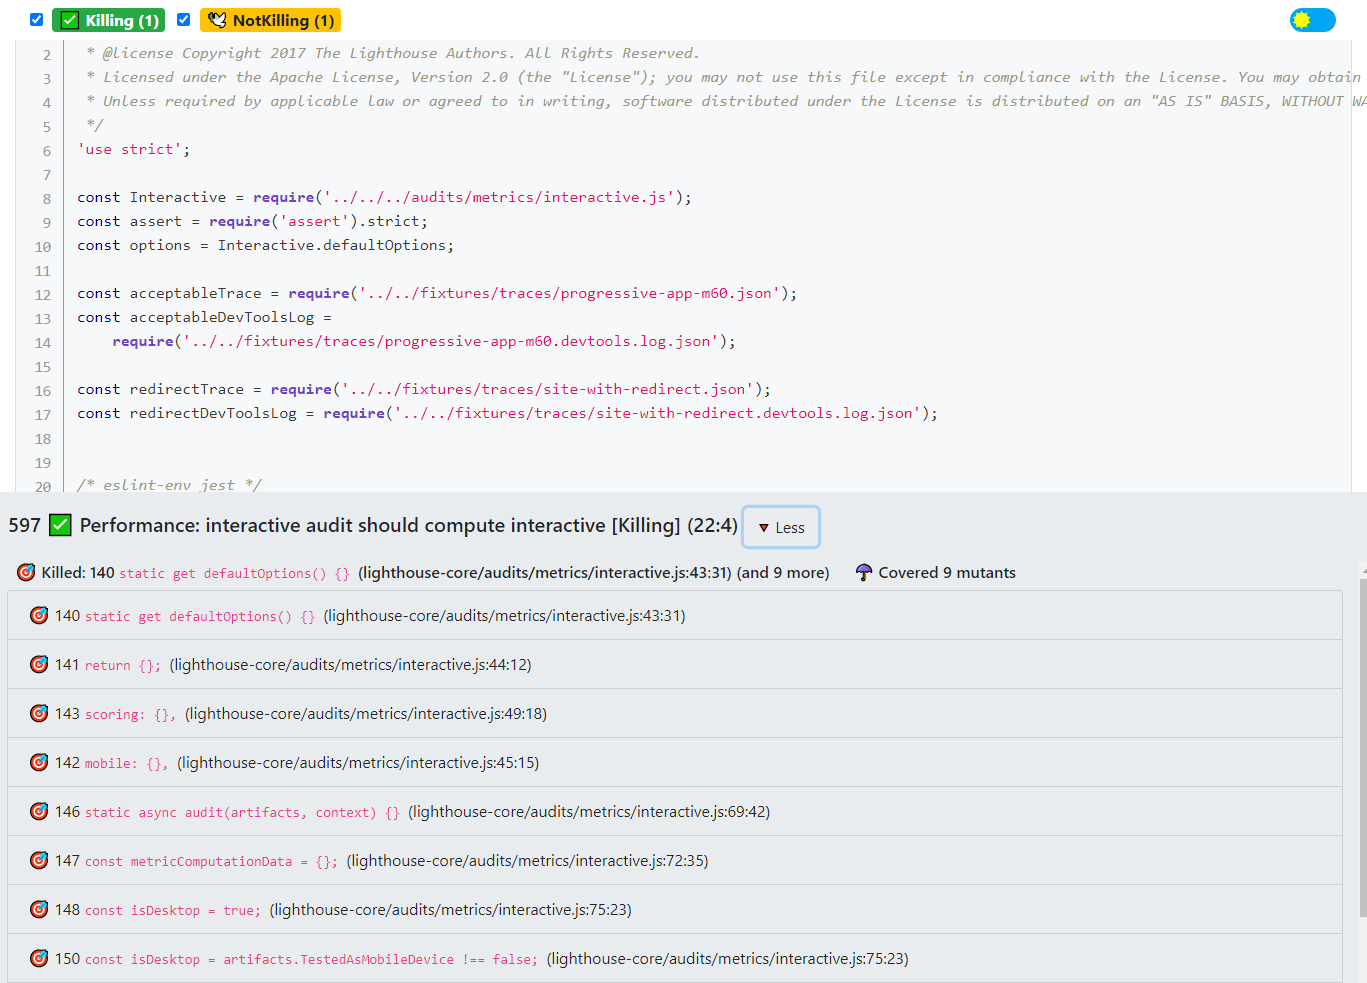 Killing (1) NotKilling (1)
2 * @license Copyright 2017 The Lighthouse Authors. All Rights Reserved.
3 * Licensed under the Apache License, Version 2.0 (the "License"); you may not use this file except in compliance with the License. You may obtain
4 * Unless required by applicable law or agreed to in writing, software distributed under the License is distributed on an "AS IS" BASIS, WITHOUT WA
5 */
6 'use strict';
7
8 const Interactive = require('../../../audits/metrics/interactive.js');
9 const assert = require('assert').strict;
10 const options = Interactive.defaultOptions;
11
12 const acceptableTrace = require('../../fixtures/traces/progressive-app-m60.json');
13 const acceptableDevToolsLog =
14 require('../../fixtures/traces/progressive-app-m60.devtools.log.json');
15
16 const redirectTrace = require('../../fixtures/traces/site-with-redirect.json');
17 const redirectDevToolsLog = require('../../fixtures/traces/site-with-redirect.devtools.log.json');
18
19
20 /* eslint-env jest */
597 Performance: interactive audit should compute interactive [Killing] (22:4) Less
Killed: 140 static get defaultOptions() {} (lighthouse-core/audits/metrics/interactive.js:43:31) (and 9 more) Covered 9 mutants
140 static get defaultOptions() {} (lighthouse-core/audits/metrics/interactive.js:43:31)
141 return {}; (lighthouse-core/audits/metrics/interactive.js:44:12)
143 scoring: {}, (lighthouse-core/audits/metrics/interactive.js:49:18)
142 mobile: {}, (lighthouse-core/audits/metrics/interactive.js:45:15)
146 static async audit(artifacts, context) {} (lighthouse-core/audits/metrics/interactive.js:69:42)
147 const metricComputationData = {}; (lighthouse-core/audits/metrics/interactive.js:72:35)
148 const isDesktop = true; (lighthouse-core/audits/metrics/interactive.js:75:23)
150 const isDesktop = artifacts.TestedAsMobileDevice !== false; (lighthouse-core/audits/metrics/interactive.js:75:23)